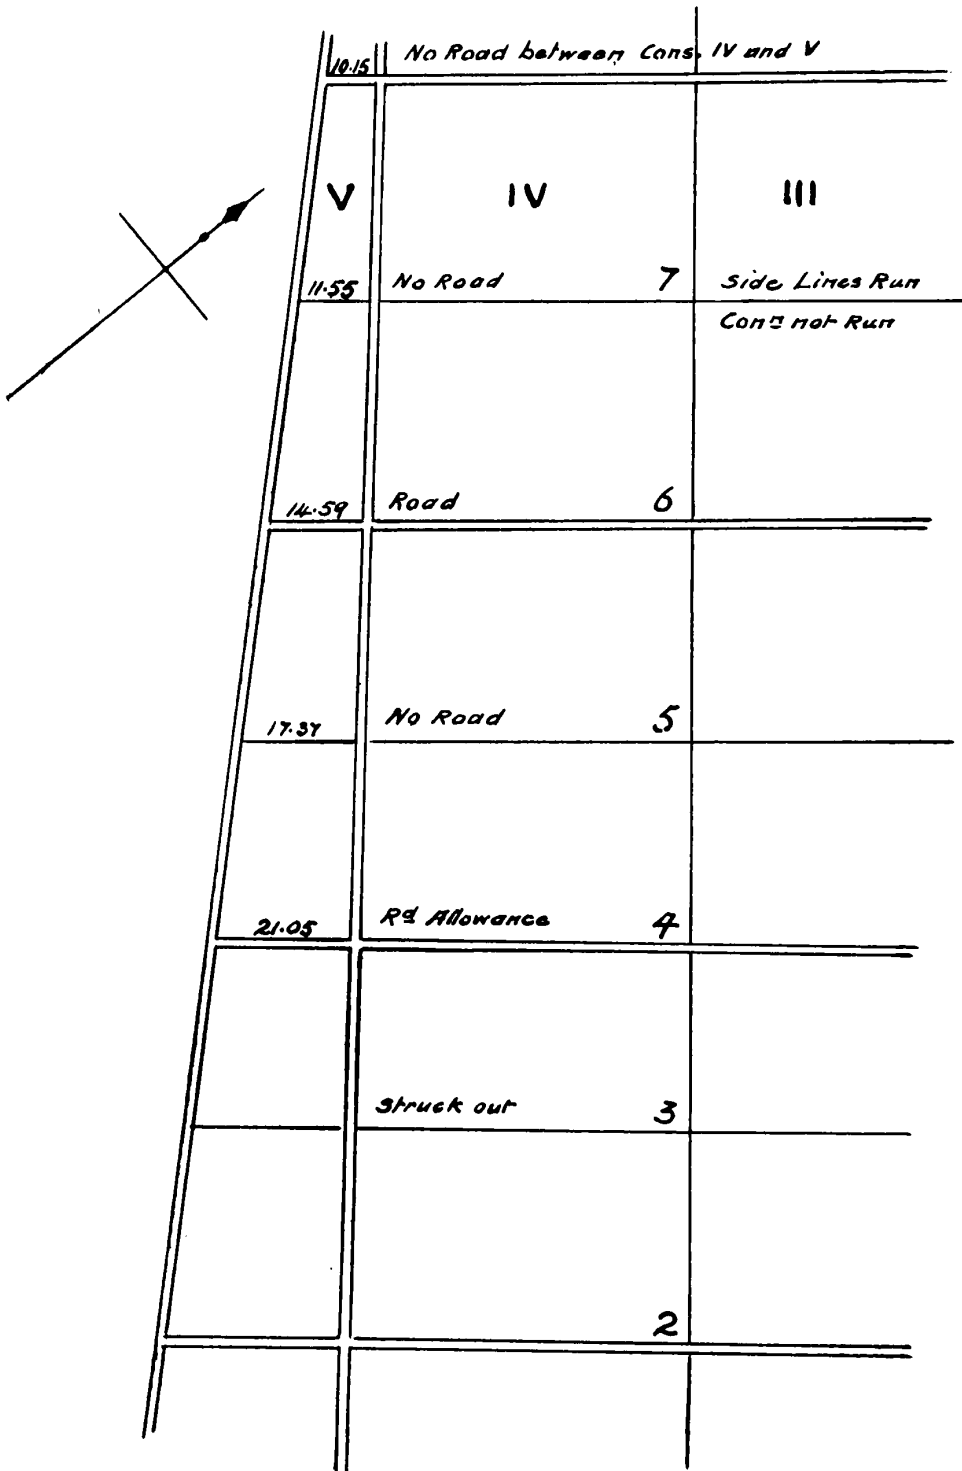 10.15 No Road between Cons. IV and V
V IV III
11.55 No Road 7 Side Lines Run
Conⁿ not Run
14.59 Road 6
17.37 No Road 5
21.05 Rᵈ Allowance 4
Struck out 3
2